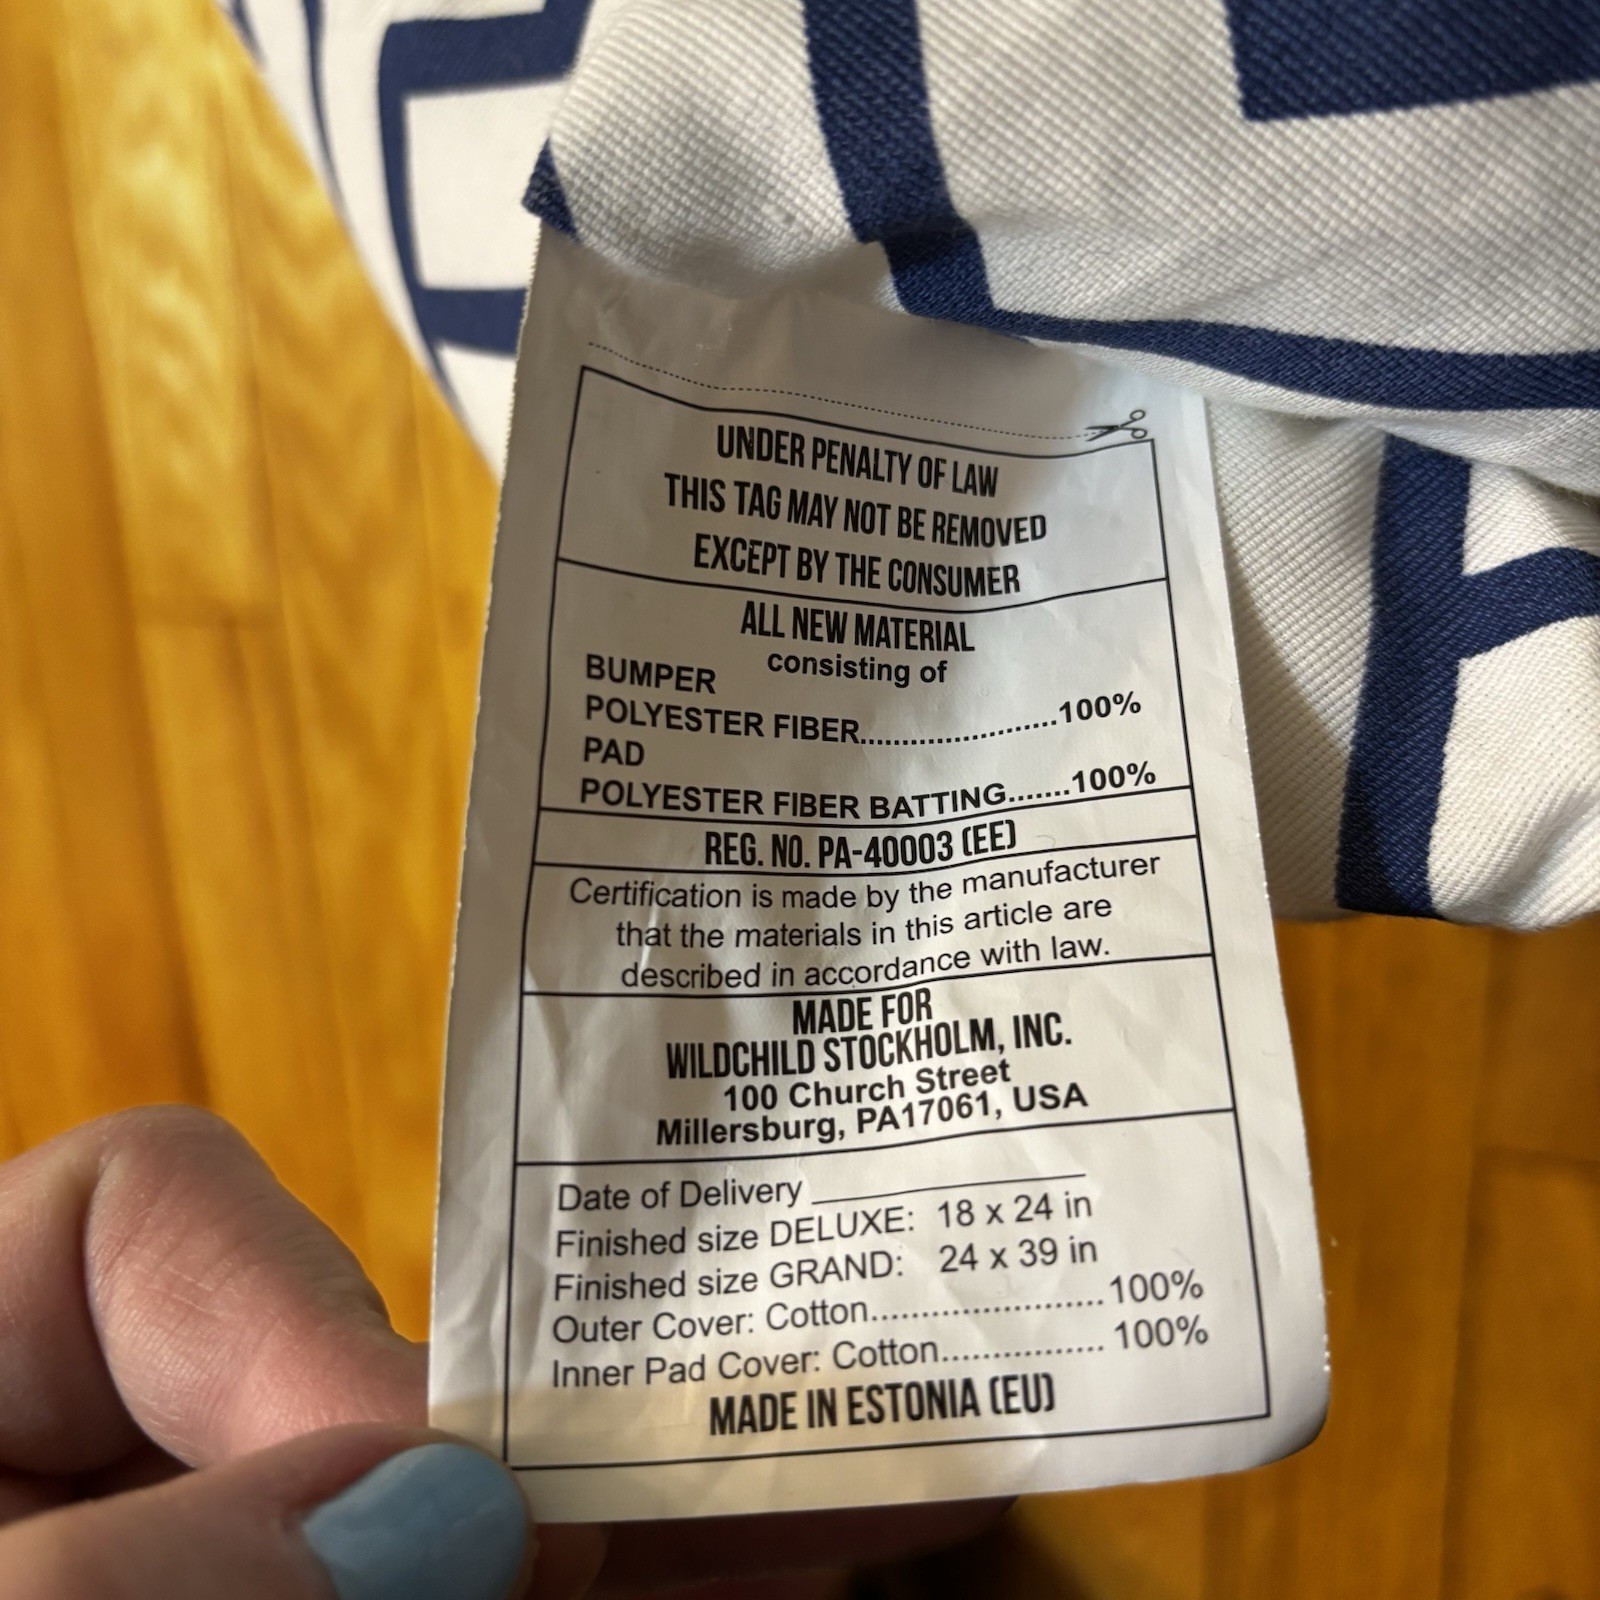 UNDER PENALTY OF LAW
THIS TAG MAY NOT BE REMOVED
EXCEPT BY THE CONSUMER
ALL NEW MATERIAL
consisting of
BUMPER
POLYESTER FIBER........................100%
PAD
POLYESTER FIBER BATTING.......100%
REG. NO. PA-40003 (EE)
Certification is made by the manufacturer
that the materials in this article are
described in accordance with law.
MADE FOR
WILDCHILD STOCKHOLM, INC.
100 Church Street
Millersburg, PA17061, USA
Date of Delivery ________________
Finished size DELUXE: 18 x 24 in
Finished size GRAND: 24 x 39 in
Outer Cover: Cotton......................... 100%
Inner Pad Cover: Cotton................ 100%
MADE IN ESTONIA (EU)